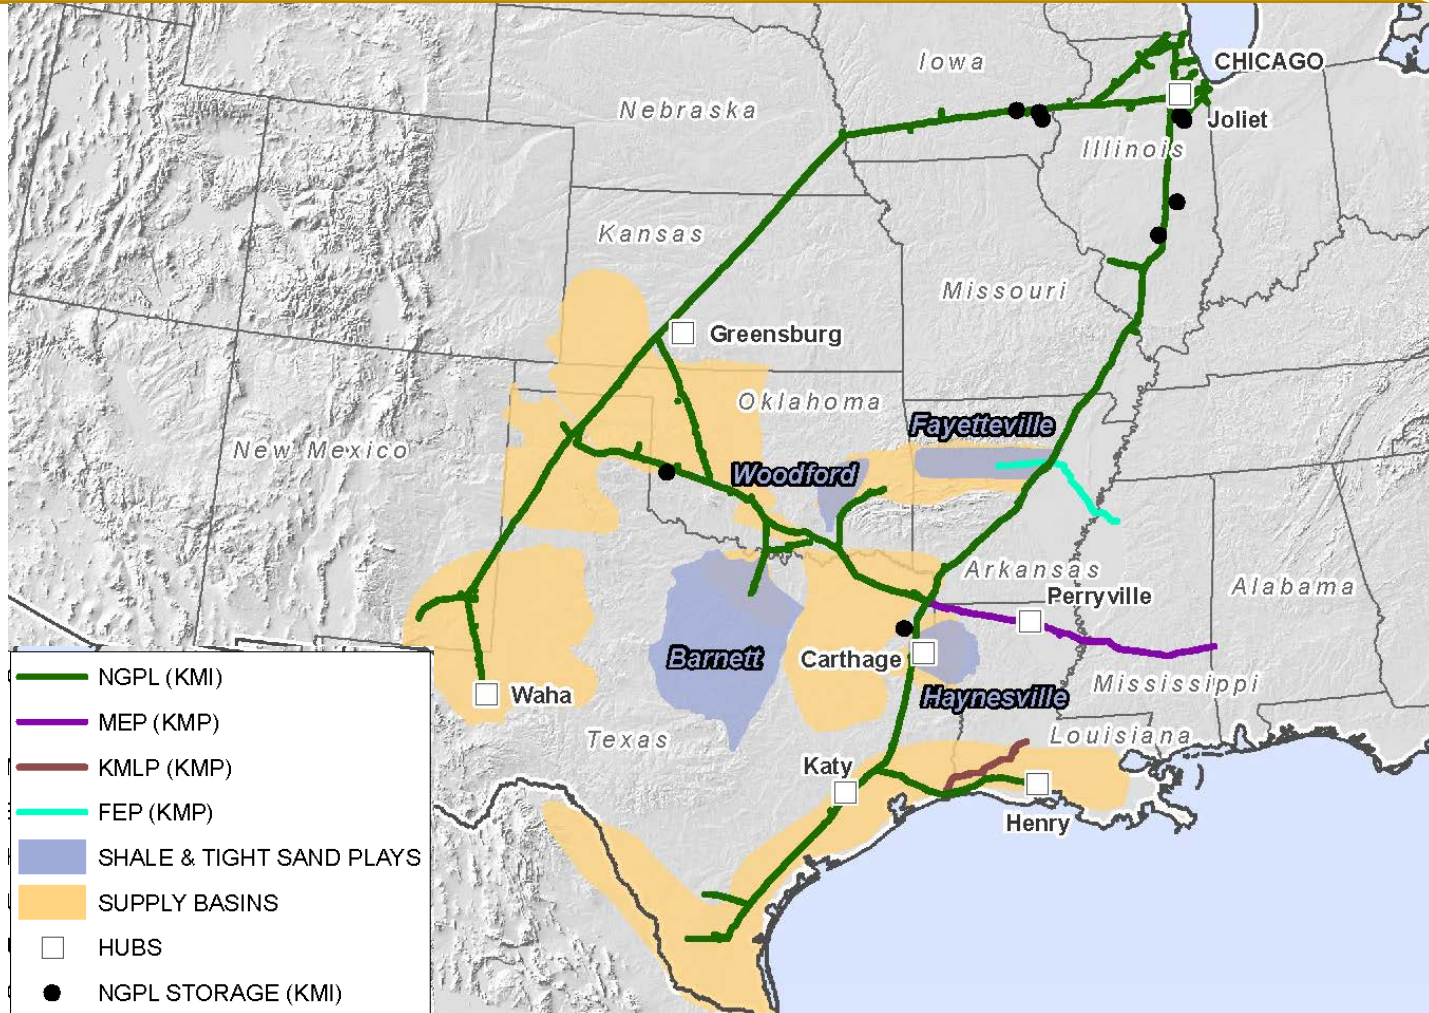 Iowa
CHICAGO
Nebraska
Joliet
Illinois
Kansas
Missouri
Greensburg
Oklahoma
Fayetteville
New Mexico
Woodford
Arkansas
Alabama
Perryville
Barnett
Carthage
Haynesville
Mississippi
Waha
Texas
Louisiana
Katy
Henry
NGPL (KMI)
MEP (KMP)
KMLP (KMP)
FEP (KMP)
SHALE & TIGHT SAND PLAYS
SUPPLY BASINS
HUBS
NGPL STORAGE (KMI)